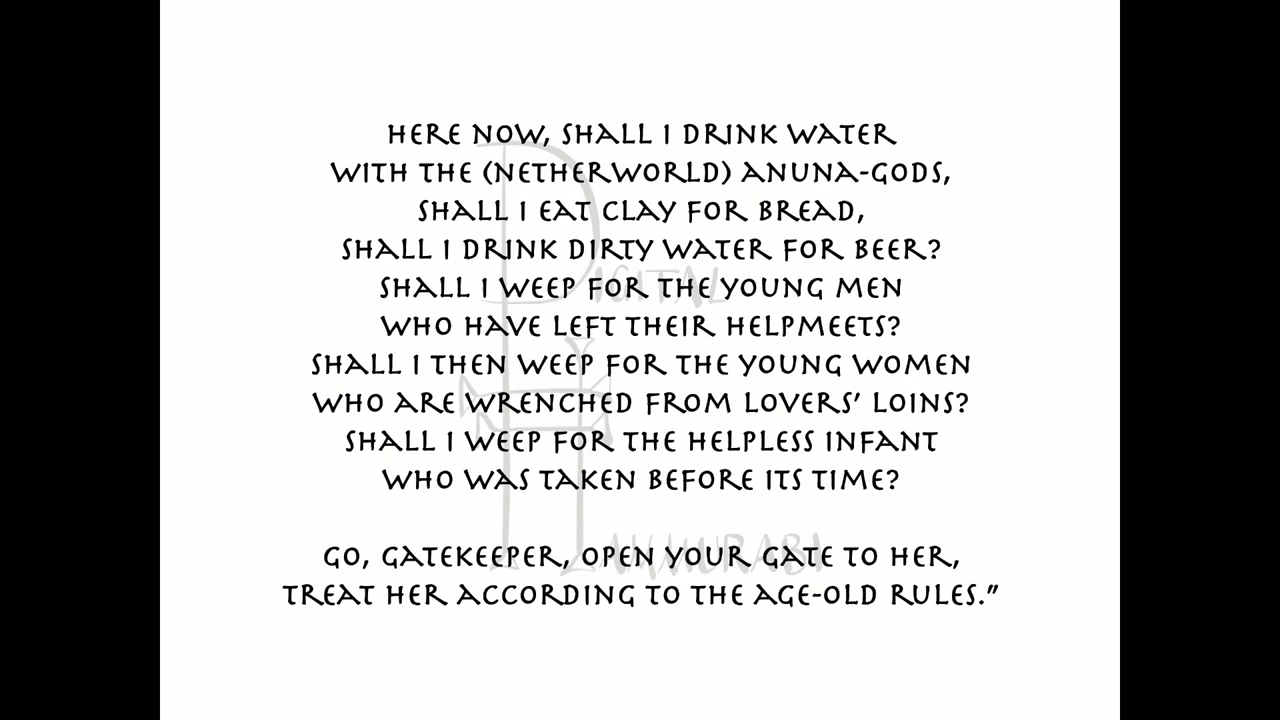 HERE NOW, SHALL I DRINK WATER
WITH THE (NETHERWORLD) ANUNA-GODS,
SHALL I EAT CLAY FOR BREAD,
SHALL I DRINK DIRTY WATER FOR BEER?
SHALL I WEEP FOR THE YOUNG MEN
WHO HAVE LEFT THEIR HELPMEETS?
SHALL I THEN WEEP FOR THE YOUNG WOMEN
WHO ARE WRENCHED FROM LOVERS' LOINS?
SHALL I WEEP FOR THE HELPLESS INFANT
WHO WAS TAKEN BEFORE ITS TIME?
GO, GATEKEEPER, OPEN YOUR GATE TO HER,
TREAT HER ACCORDING TO THE AGE-OLD RULES.”
DIGITAL
HAMMURABI